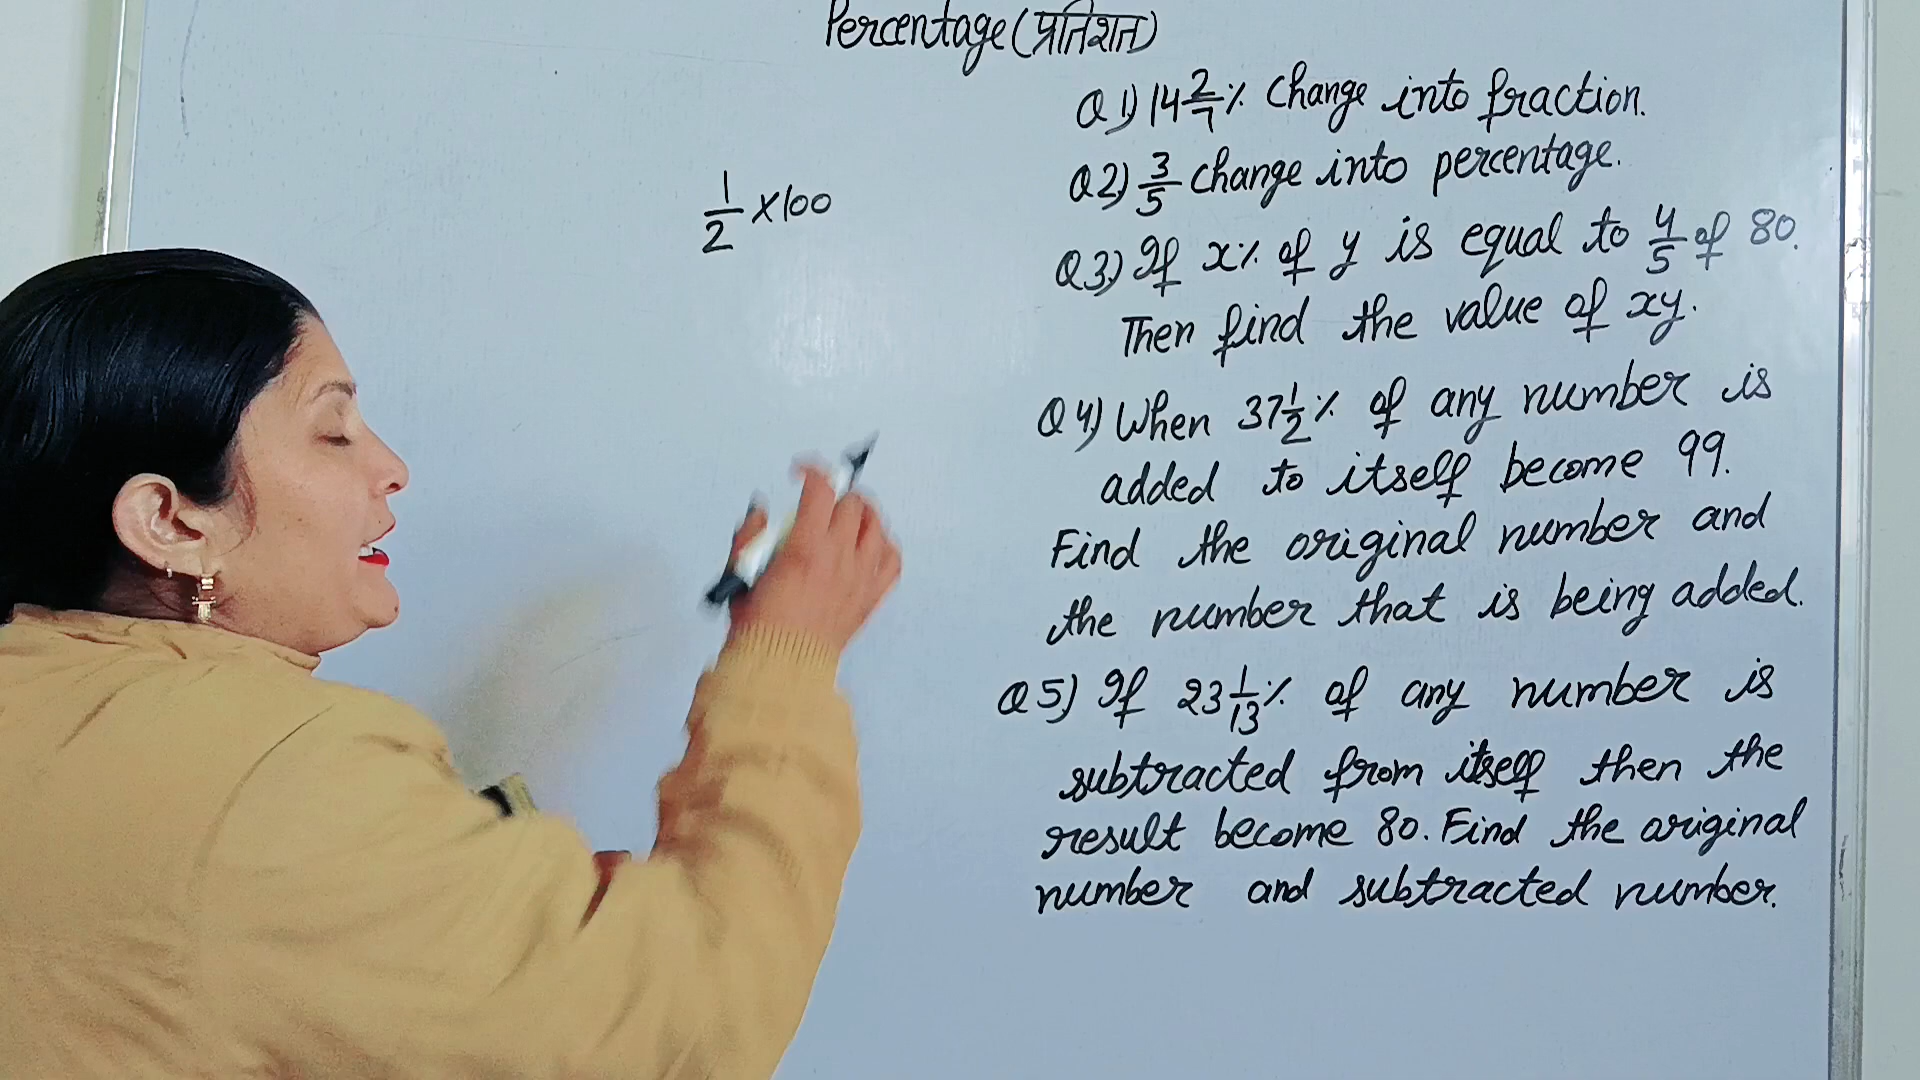 Percentage (प्रतिशत)
Q1) 14 2/7 % Change into fraction.
Q2) 3/5 change into percentage.
1/2 × 100
Q3) If x% of y is equal to 4/5 of 80.
Then find the value of xy.
Q4) When 37 1/2 % of any number is
added to itself become 99.
Find the original number and
the number that is being added.
Q5) If 23 1/13 % of any number is
subtracted from itself then the
result become 80. Find the original
number and subtracted number.